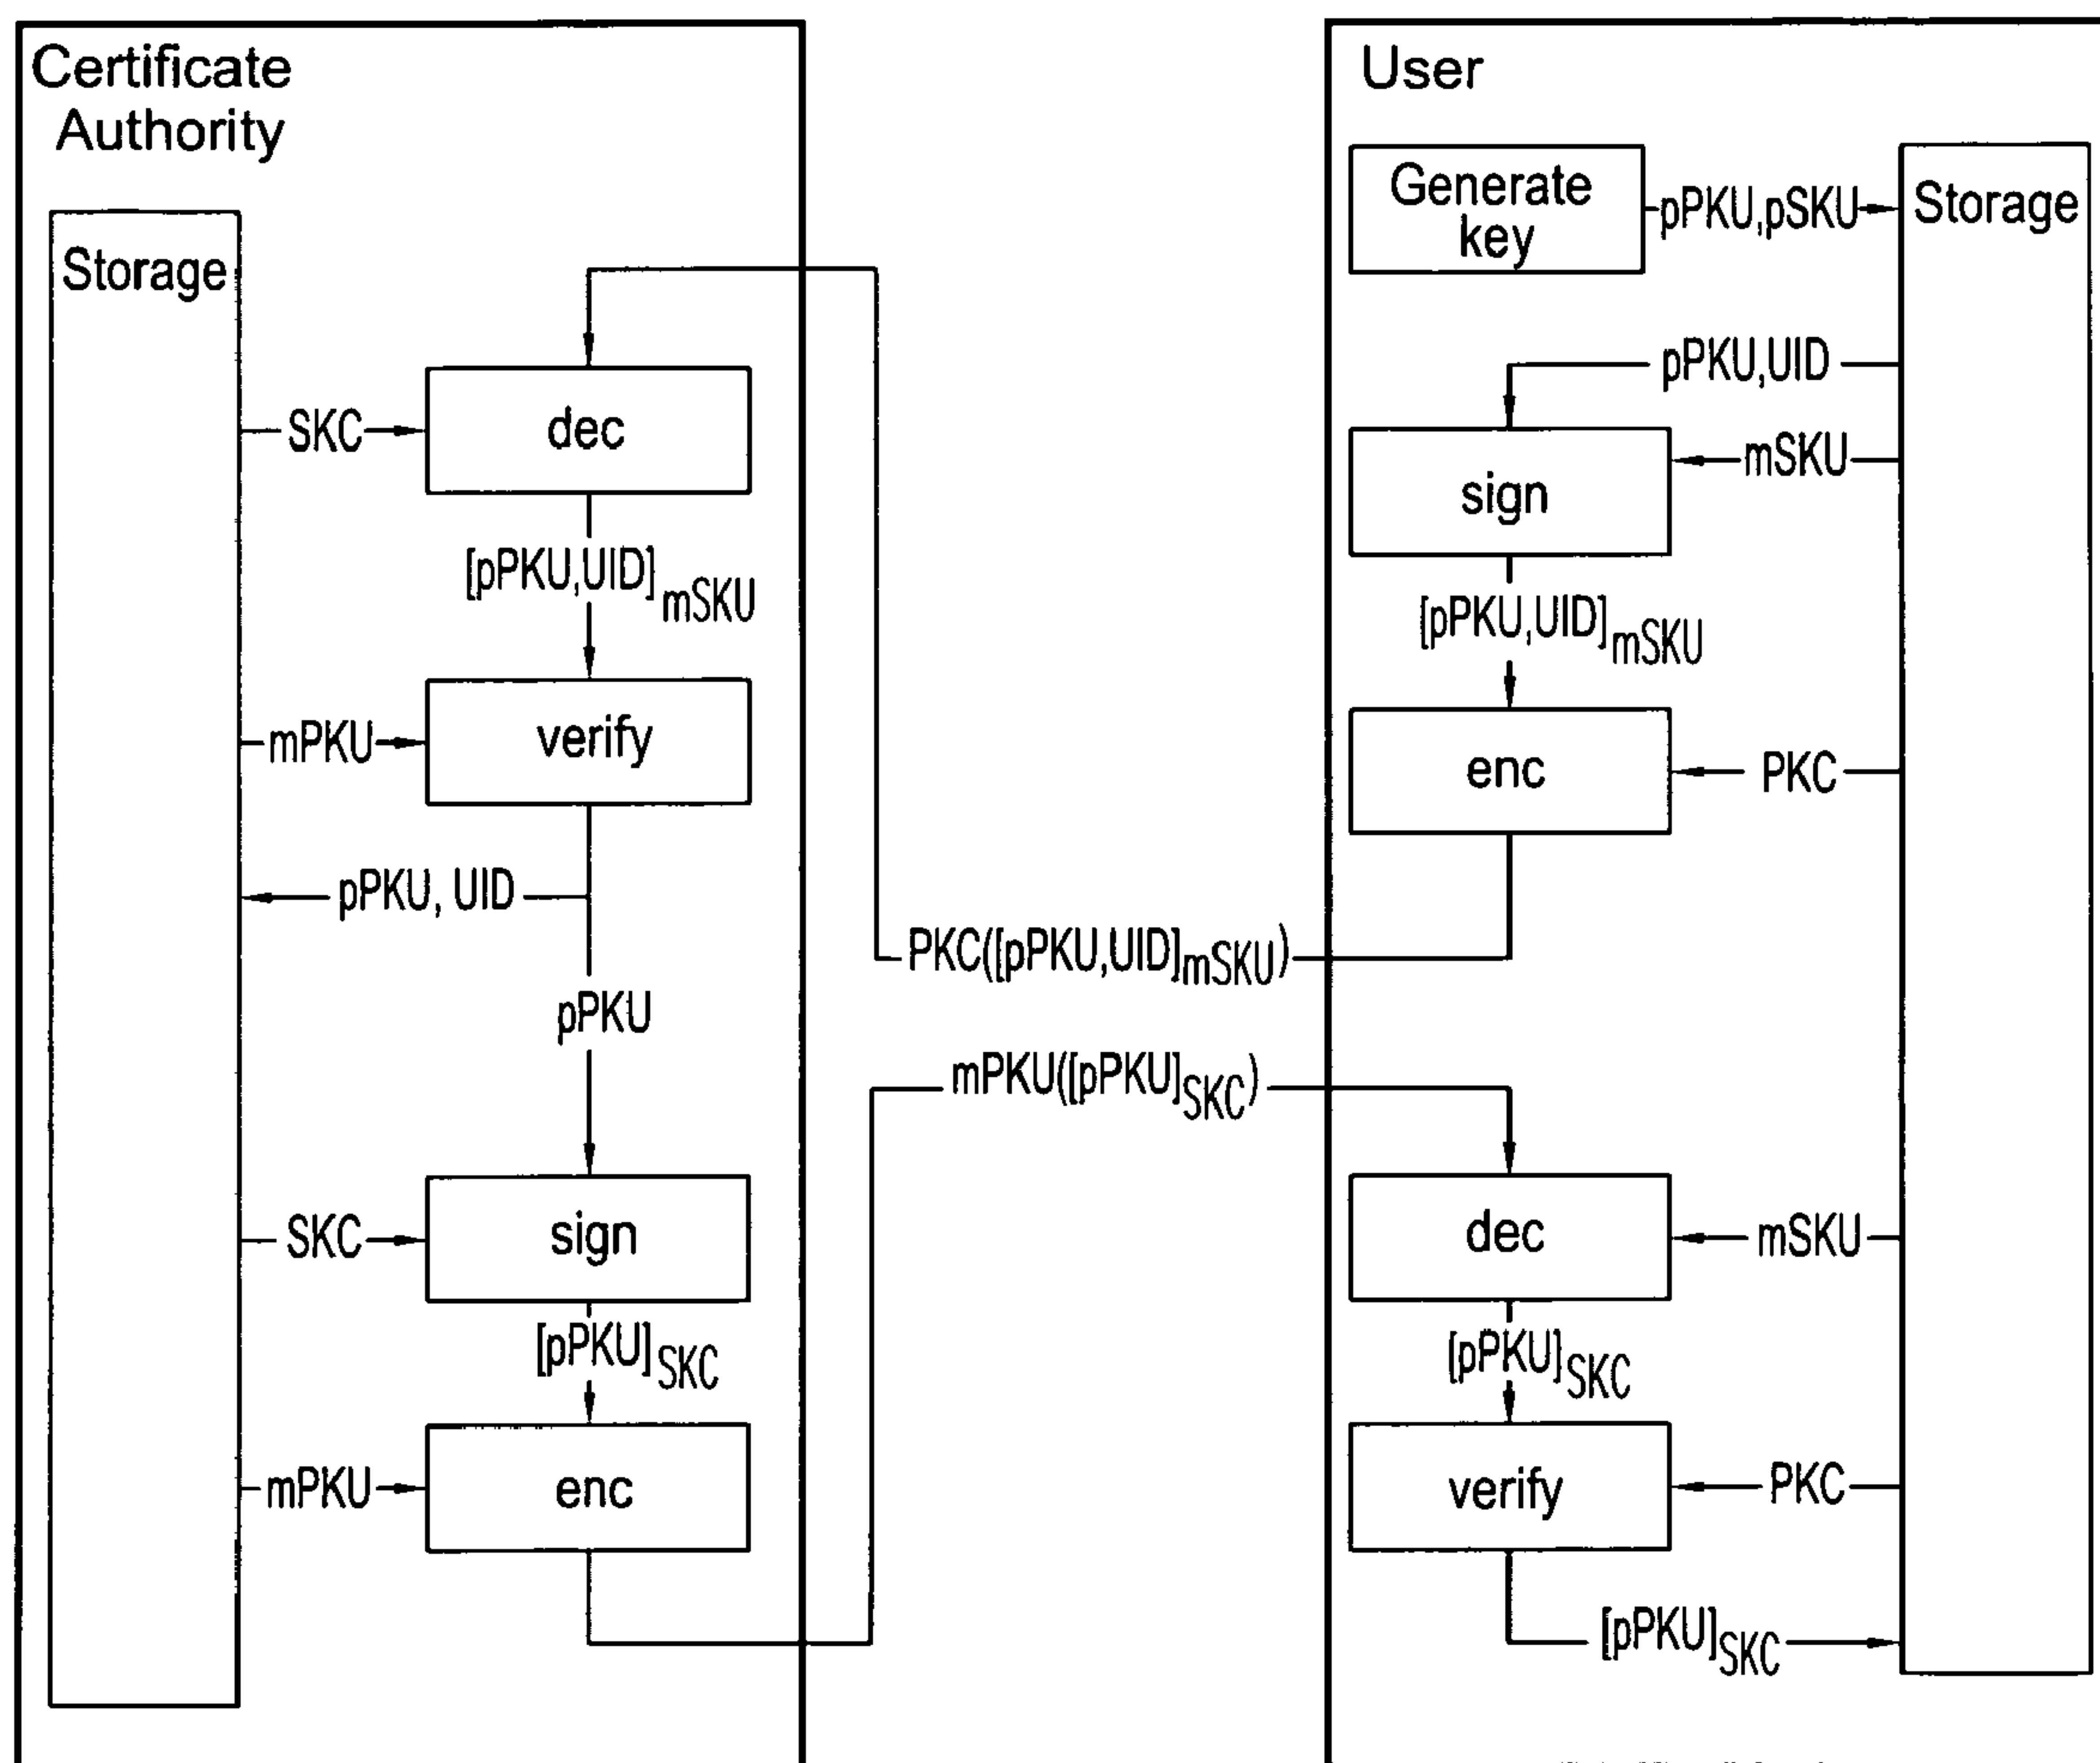 Certificate
Authority
Storage
SKC
dec
[pPKU,UID]mSKU
mPKU
verify
pPKU, UID
pPKU
SKC
sign
[pPKU]SKC
mPKU
enc
PKC([pPKU,UID]mSKU)
mPKU([pPKU]SKC)
User
Generate
key
pPKU,pSKU
Storage
pPKU,UID
mSKU
sign
[pPKU,UID]mSKU
enc
PKC
dec
mSKU
[pPKU]SKC
verify
PKC
[pPKU]SKC